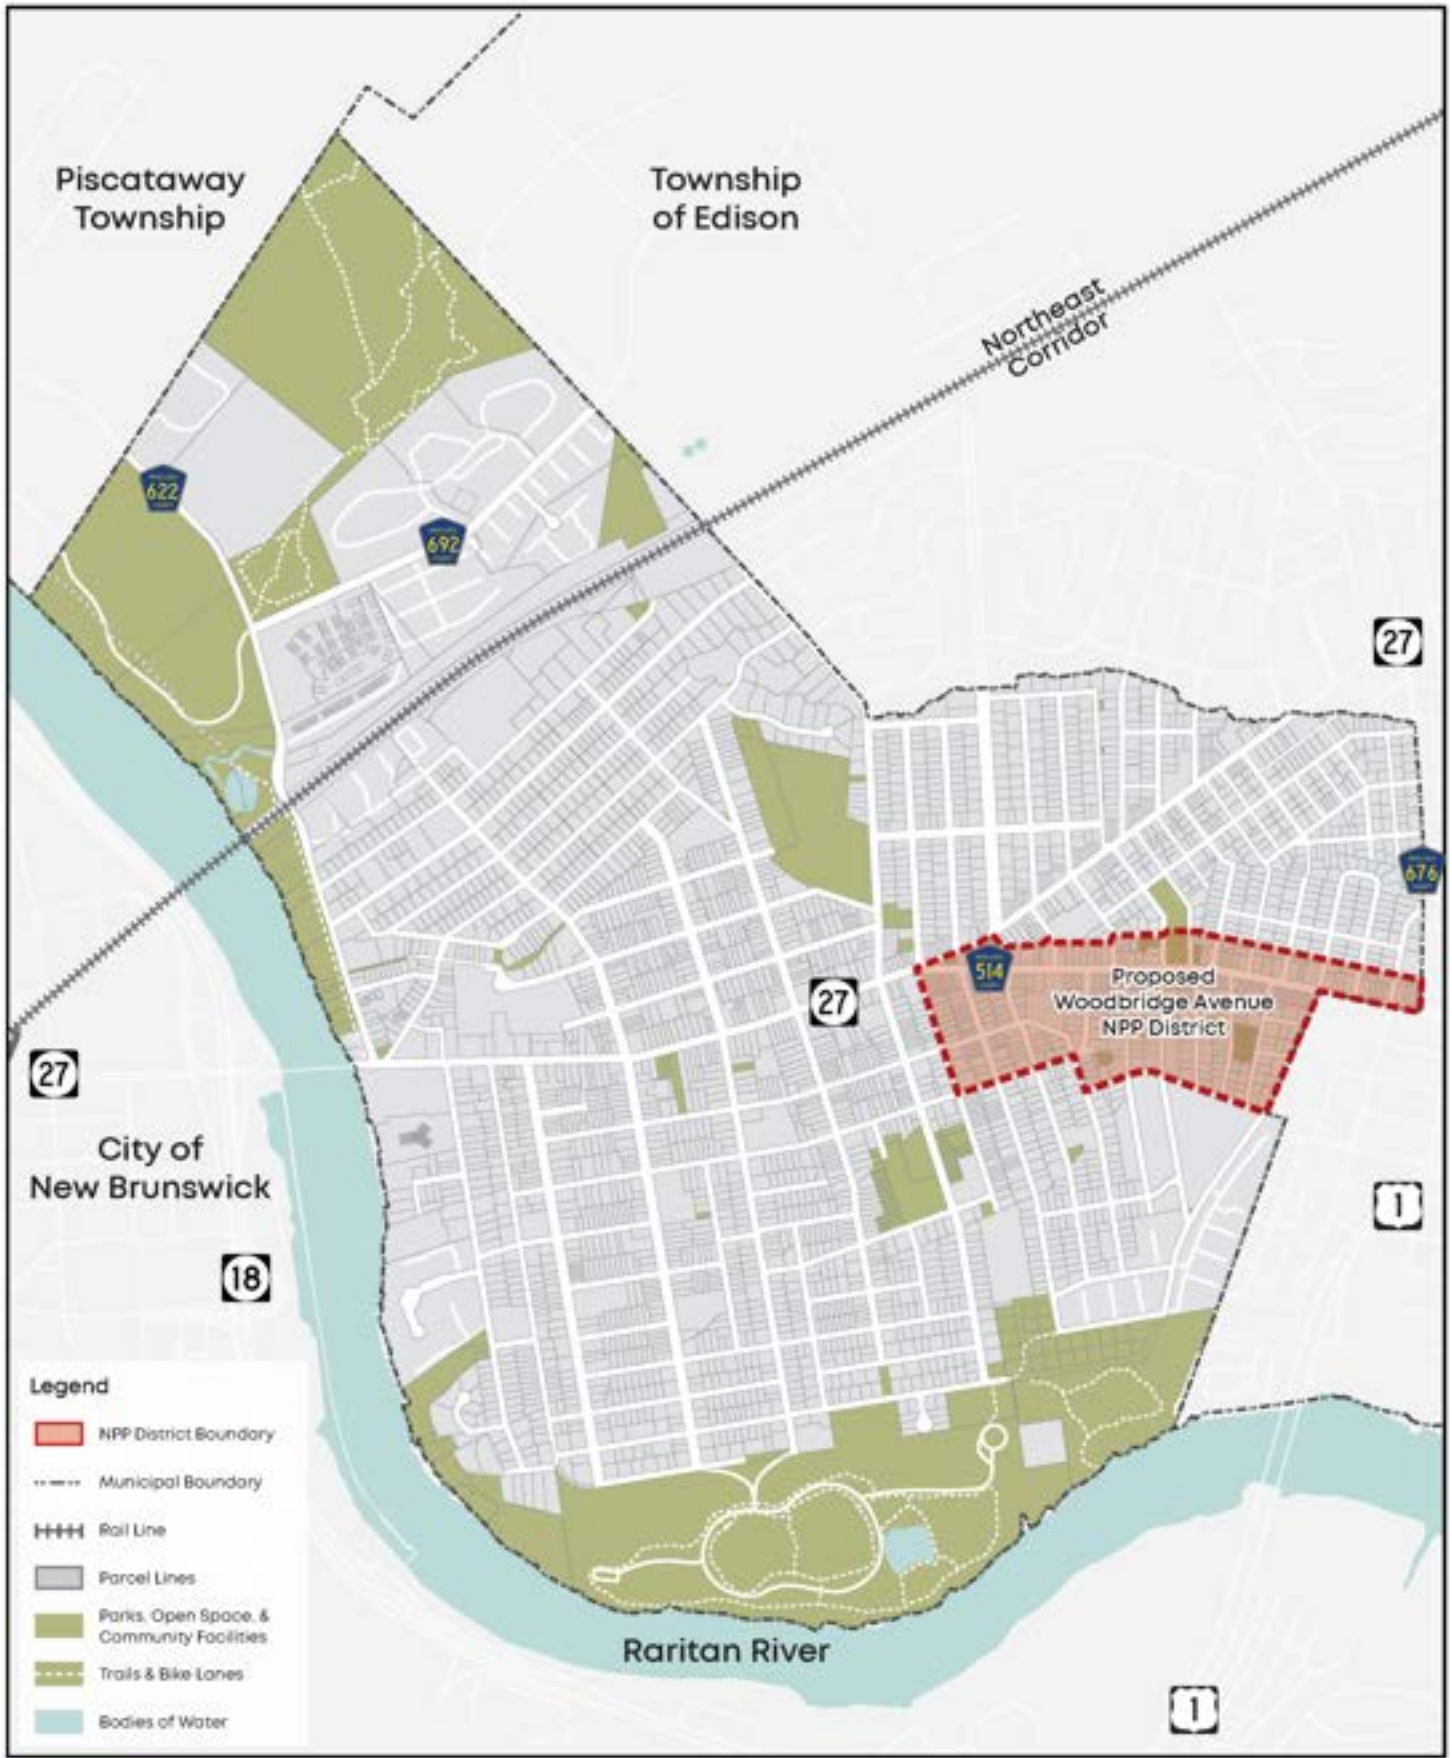 Piscataway
Township
Township
of Edison
Northeast
Corridor
622
692
27
676
514
Proposed
Woodbridge Avenue
NPP District
27
27
City of
New Brunswick
1
18
Legend
NPP District Boundary
Municipal Boundary
Rail Line
Parcel Lines
Parks, Open Space, &
Community Facilities
Trails & Bike Lanes
Bodies of Water
Raritan River
1